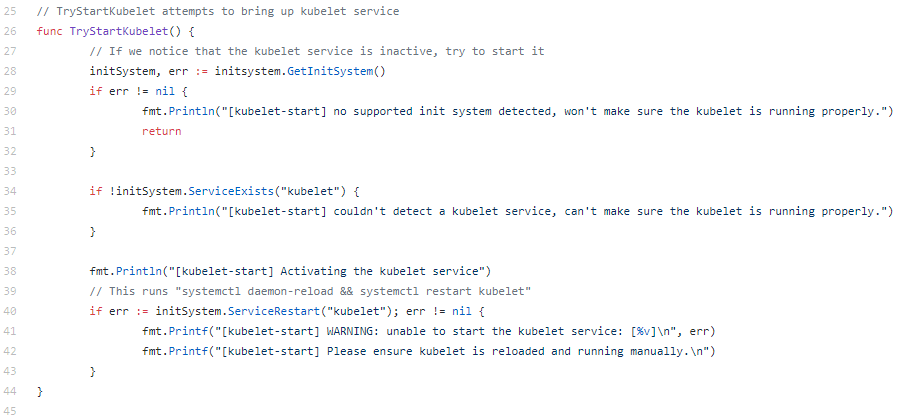 25 // TryStartKubelet attempts to bring up kubelet service
26 func TryStartKubelet() {
27 // If we notice that the kubelet service is inactive, try to start it
28 initSystem, err := initsystem.GetInitSystem()
29 if err != nil {
30 fmt.Println("[kubelet-start] no supported init system detected, won't make sure the kubelet is running properly.")
31 return
32 }
33
34 if !initSystem.ServiceExists("kubelet") {
35 fmt.Println("[kubelet-start] couldn't detect a kubelet service, can't make sure the kubelet is running properly.")
36 }
37
38 fmt.Println("[kubelet-start] Activating the kubelet service")
39 // This runs "systemctl daemon-reload && systemctl restart kubelet"
40 if err := initSystem.ServiceRestart("kubelet"); err != nil {
41 fmt.Printf("[kubelet-start] WARNING: unable to start the kubelet service: [%v]\n", err)
42 fmt.Printf("[kubelet-start] Please ensure kubelet is reloaded and running manually.\n")
43 }
44 }
45